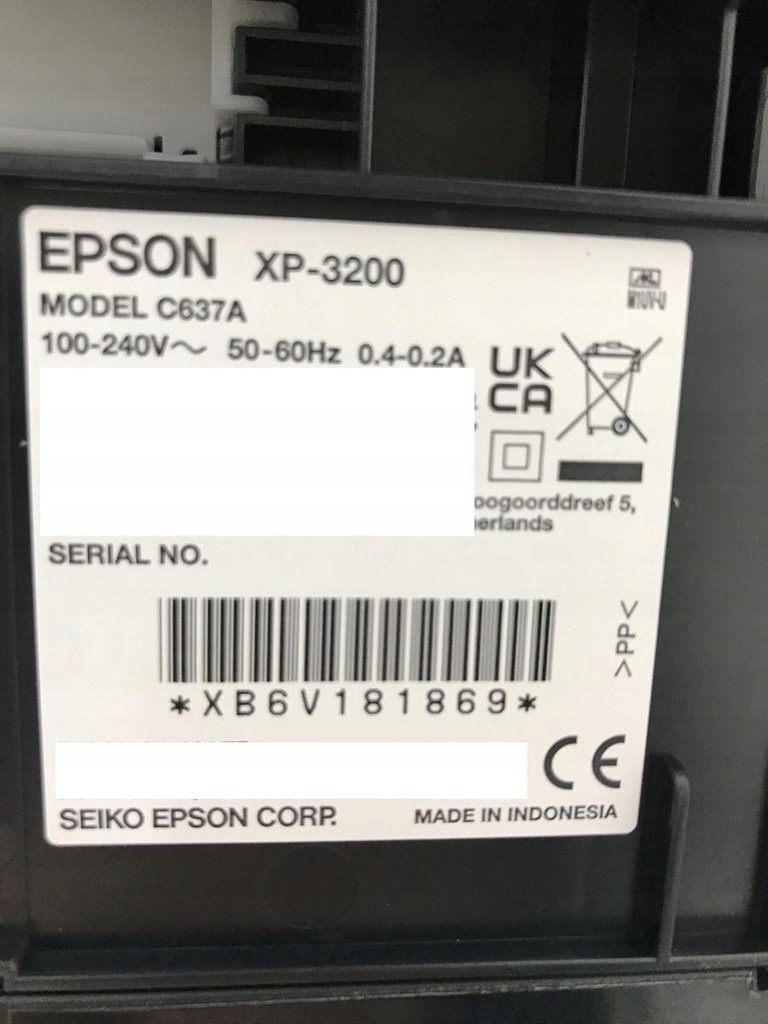 EPSON XP-3200
M1UV-U
MODEL C637A
100-240V～ 50-60Hz 0.4-0.2A
UK
CA
oogoorddreef 5,
erlands
SERIAL NO.
>PP<
*XB6V181869*
CE
SEIKO EPSON CORP. MADE IN INDONESIA